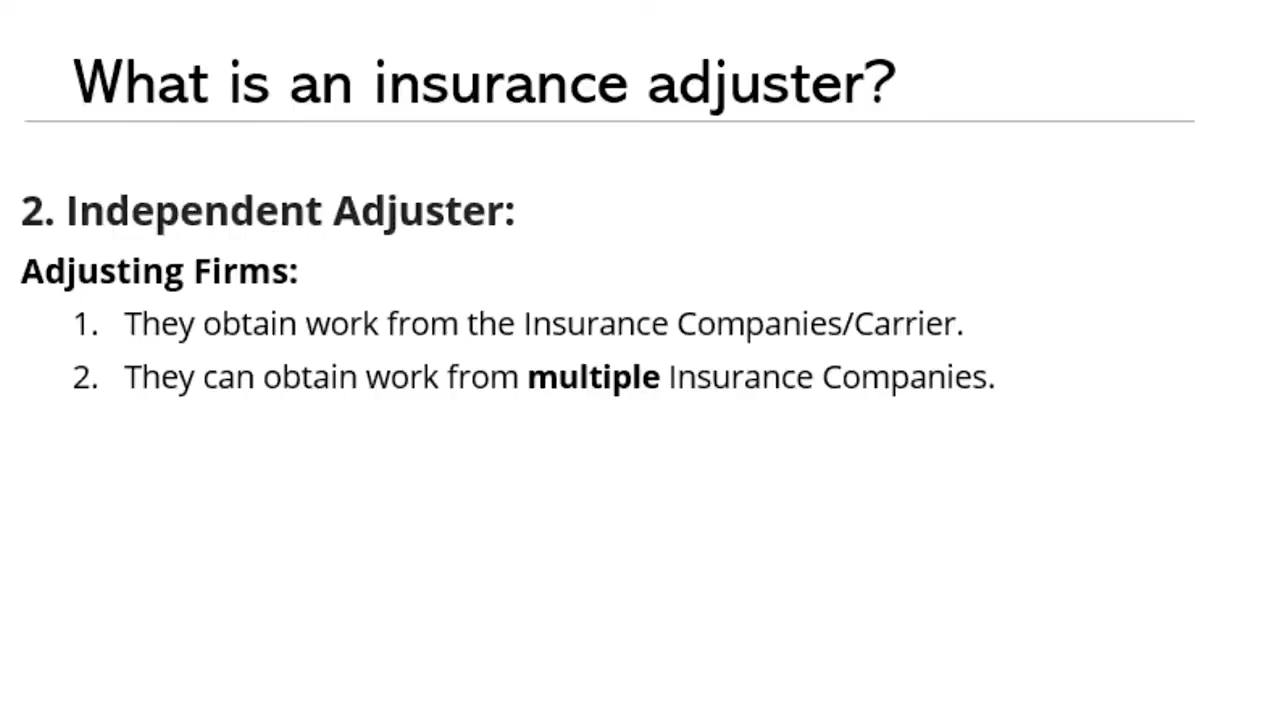 What is an insurance adjuster?
2. Independent Adjuster:
Adjusting Firms:
1. They obtain work from the Insurance Companies/Carrier.
2. They can obtain work from multiple Insurance Companies.